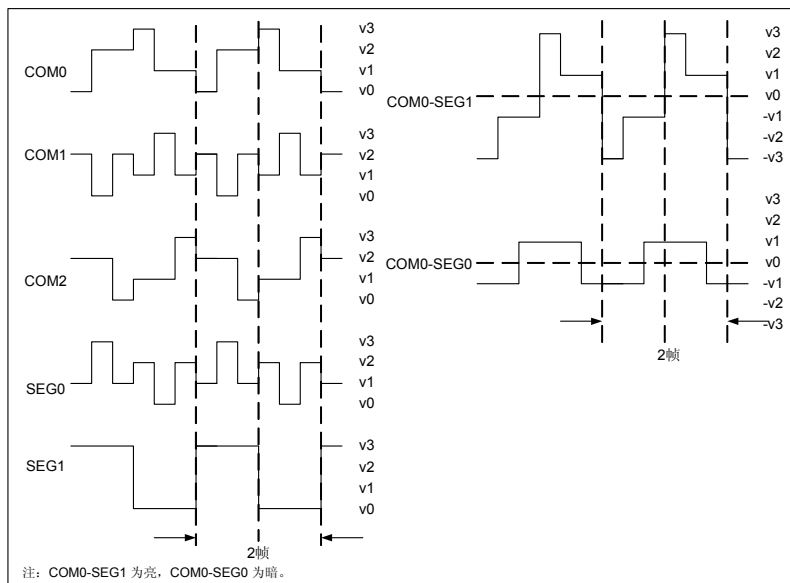 COM0
v3
v2
v1
v0
COM1
v3
v2
v1
v0
COM2
v3
v2
v1
v0
SEG0
v3
v2
v1
v0
SEG1
v3
v2
v1
v0
2帧
COM0-SEG1
v3
v2
v1
v0
-v1
-v2
-v3
COM0-SEG0
v3
v2
v1
v0
-v1
-v2
-v3
2帧
注：COM0-SEG1 为亮，COM0-SEG0 为暗。